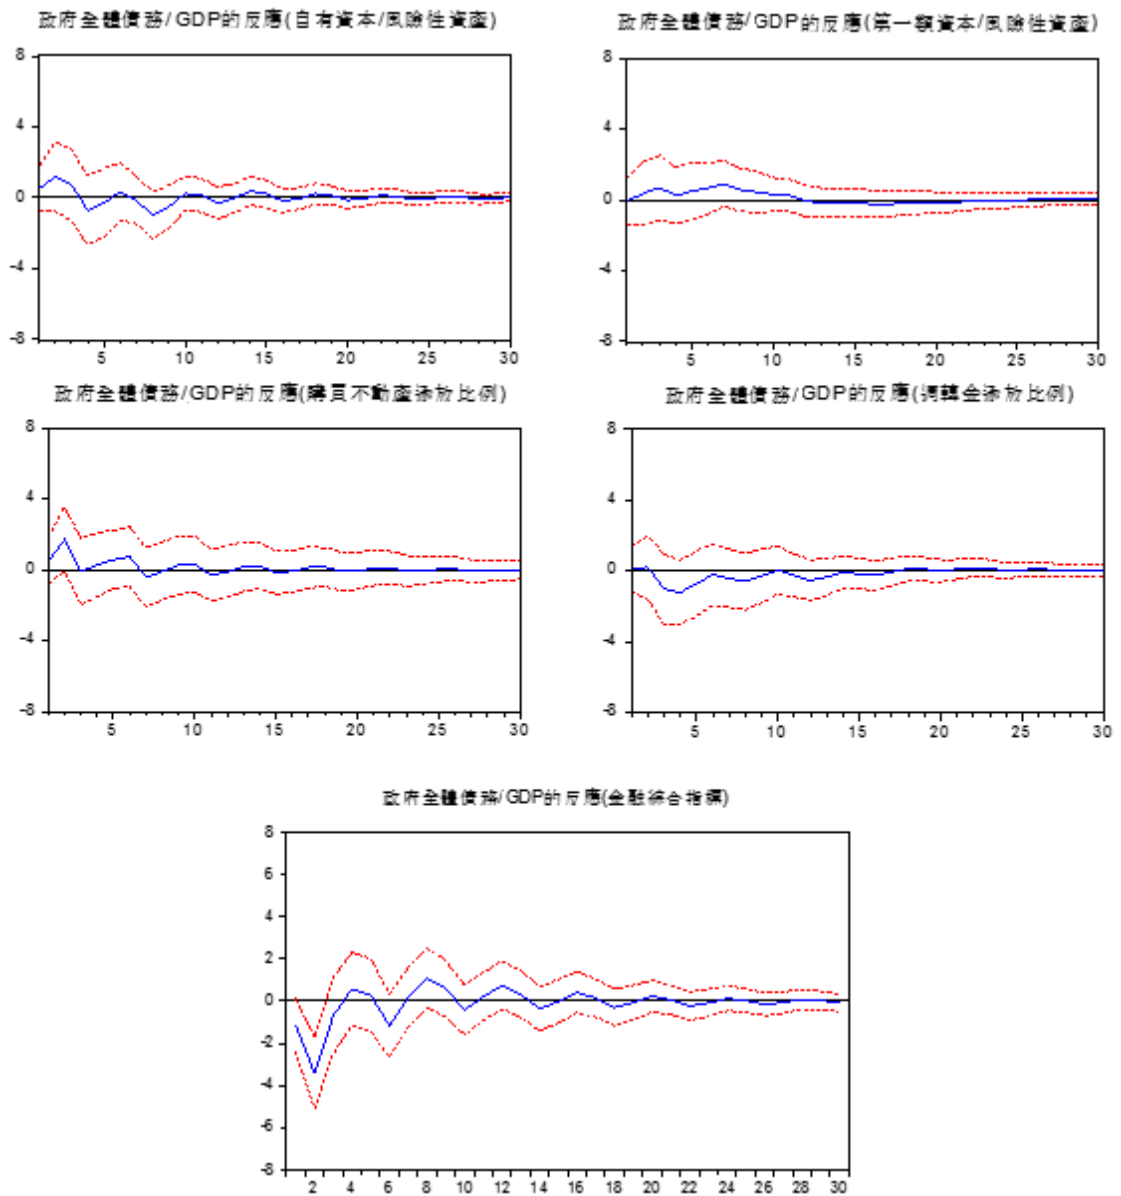 政府全體債務/GDP的反應(自有資本/風險性資產)
政府全體債務/GDP的反應(第一類資本/風險性資產)
8
4
0
-4
-8
5 10 15 20 25 30
8
4
0
-4
-8
5 10 15 20 25 30
政府全體債務/GDP的反應(購買不動產添放比例)
政府全體債務/GDP的反應(週轉金添放比例)
8
4
0
-4
-8
5 10 15 20 25 30
8
4
0
-4
-8
5 10 15 20 25 30
政府全體債務/GDP的反應(金融綜合指標)
8
6
4
2
0
-2
-4
-6
-8
2 4 6 8 10 12 14 16 18 20 22 24 26 28 30